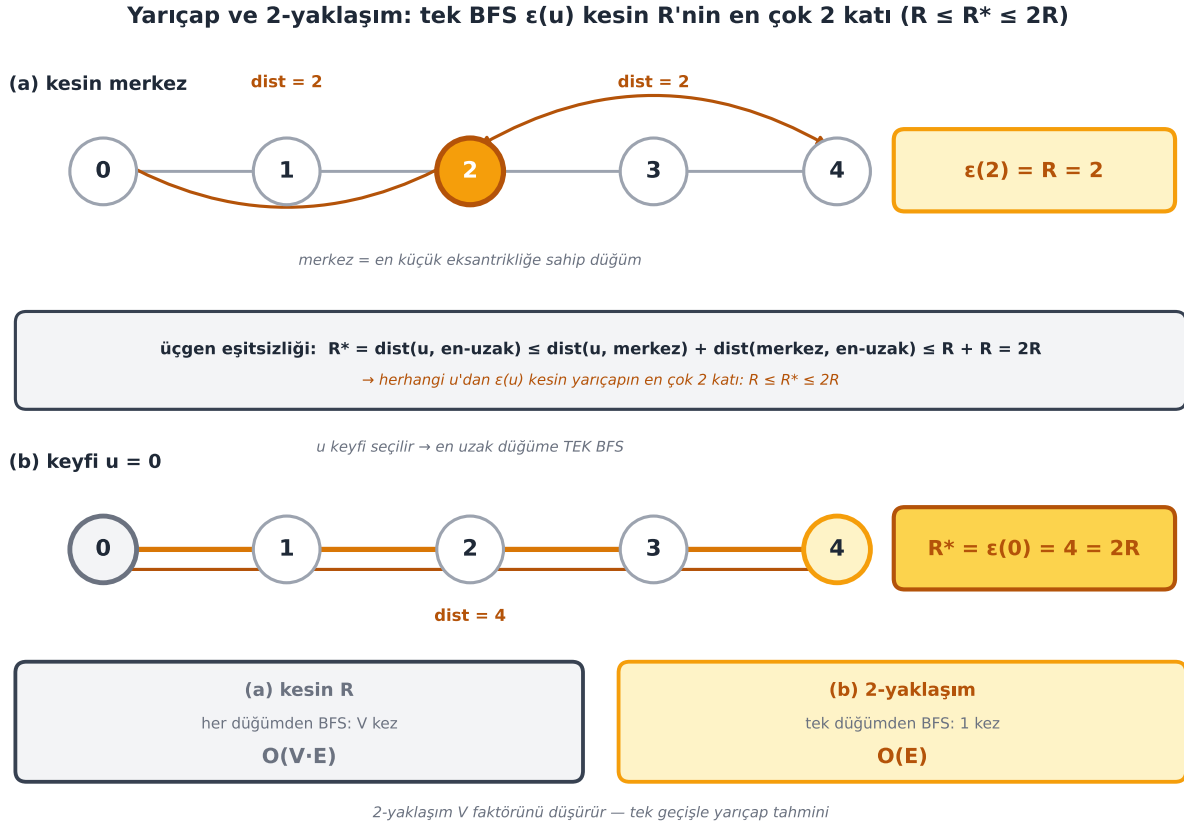 Yarıçap ve 2-yaklaşım: tek BFS ε(u) kesin R'nin en çok 2 katı (R ≤ R* ≤ 2R)
(a) kesin merkez
dist = 2
dist = 2
0
1
2
3
4
ε(2) = R = 2
merkez = en küçük eksantrikliğe sahip düğüm
üçgen eşitsizliği:  R* = dist(u, en-uzak) ≤ dist(u, merkez) + dist(merkez, en-uzak) ≤ R + R = 2R
→ herhangi u'dan ε(u) kesin yarıçapın en çok 2 katı: R ≤ R* ≤ 2R
u keyfi seçilir → en uzak düğüme TEK BFS
(b) keyfi u = 0
0
1
2
3
4
R* = ε(0) = 4 = 2R
dist = 4
(a) kesin R
her düğümden BFS: V kez
O(V·E)
(b) 2-yaklaşım
tek düğümden BFS: 1 kez
O(E)
2-yaklaşım V faktörünü düşürür — tek geçişle yarıçap tahmini